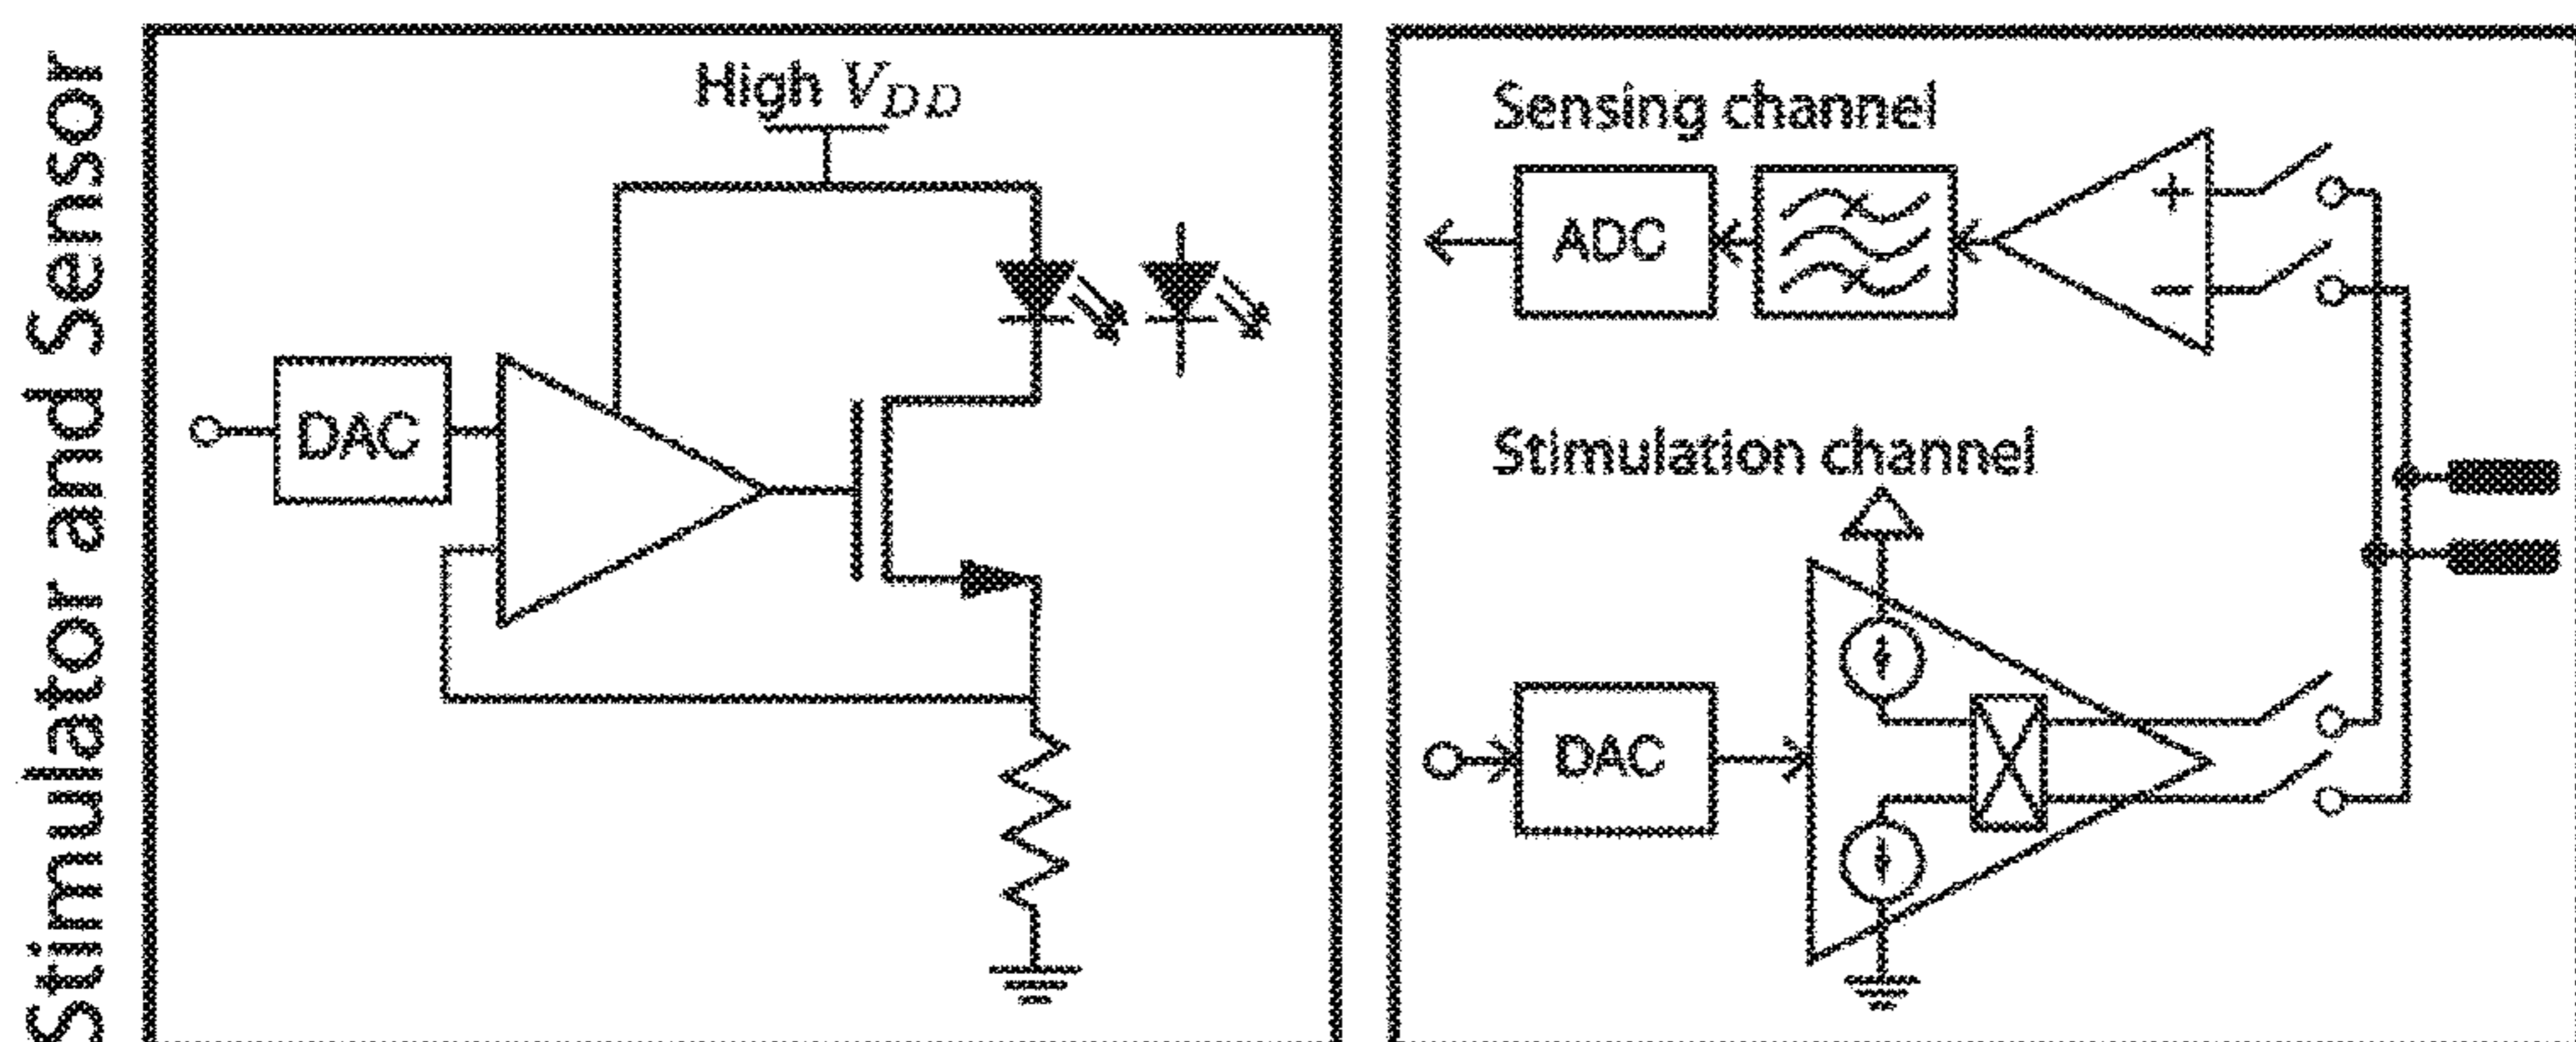 Stimulator and Sensor
High V_DD
DAC
Sensing channel
ADC
+
−
Stimulation channel
DAC